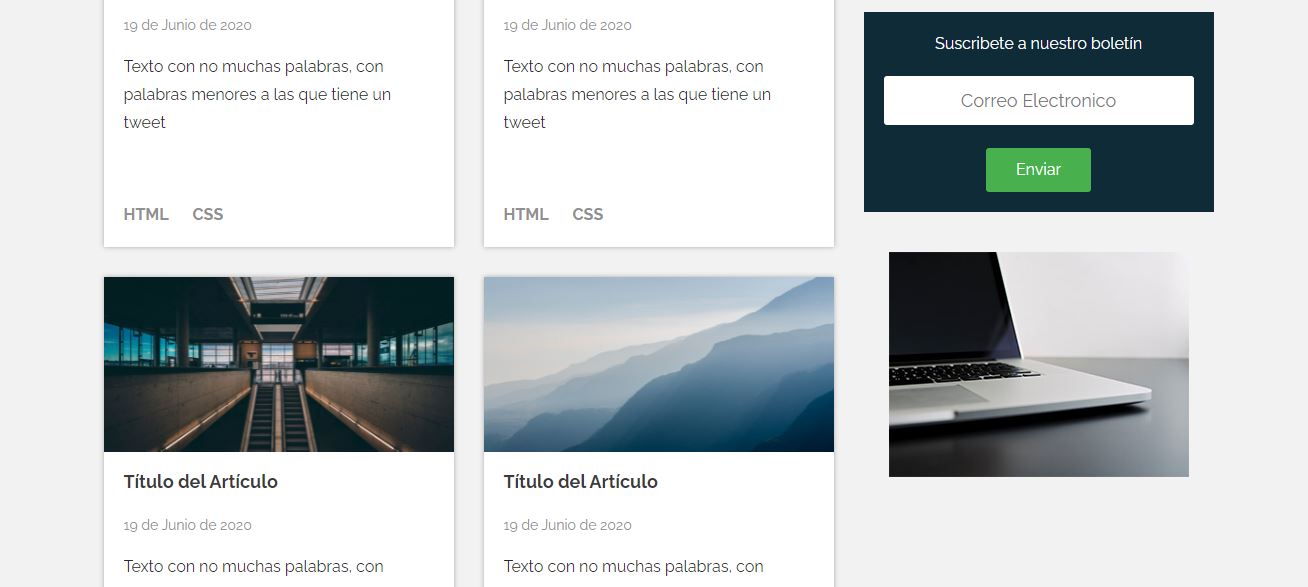 19 de Junio de 2020
Texto con no muchas palabras, con
palabras menores a las que tiene un
tweet
HTML CSS
19 de Junio de 2020
Texto con no muchas palabras, con
palabras menores a las que tiene un
tweet
HTML CSS
Título del Artículo
19 de Junio de 2020
Texto con no muchas palabras, con
Título del Artículo
19 de Junio de 2020
Texto con no muchas palabras, con
Suscribete a nuestro boletín
Correo Electronico
Enviar